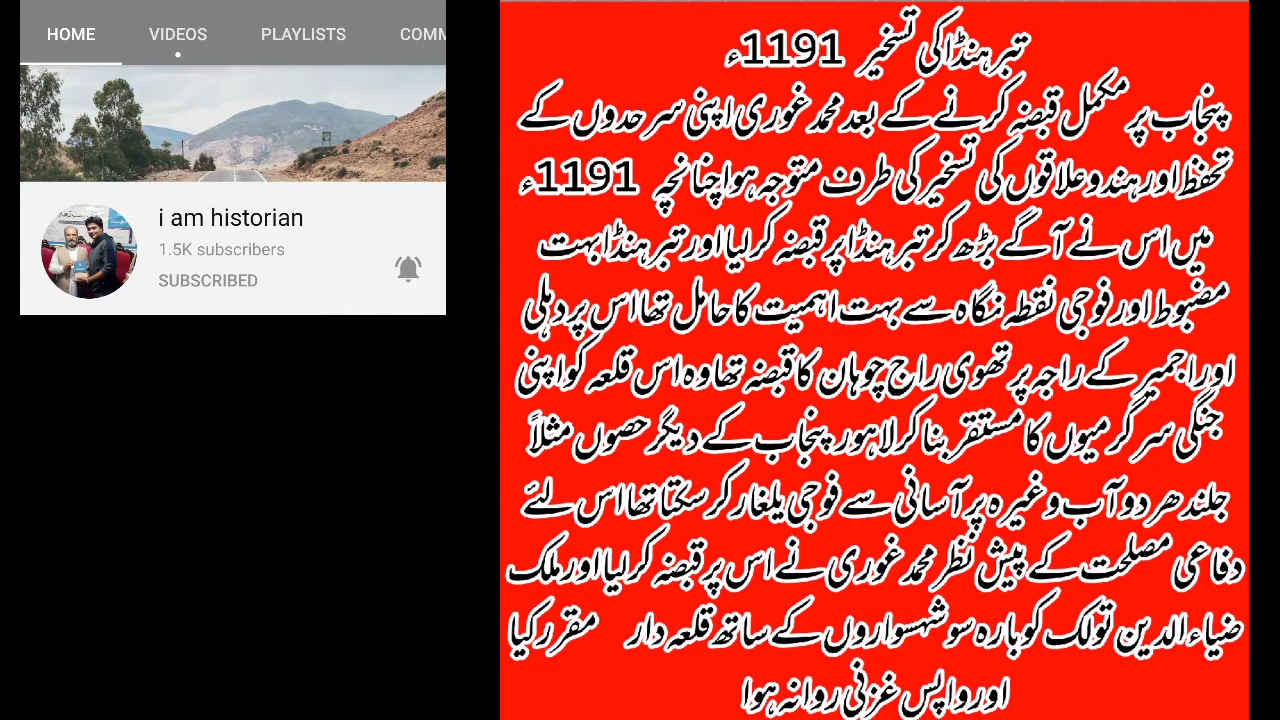 HOME VIDEOS PLAYLISTS COMM
i am historian
1.5K subscribers
SUBSCRIBED
تبرہنڈا کی تسخیر 1191ء
پنجاب پر مکمل قبضہ کرنے کے بعد محمد غوری اپنی سرحدوں کے
تحفظ اور ہندو علاقوں کی تسخیر کی طرف متوجہ ہوا چنانچہ 1191ء
میں اس نے آگے بڑھ کر تبرہنڈا پر قبضہ کر لیا اور تبرہنڈا بہت
مضبوط اور فوجی نقطہ نگاہ سے بہت اہمیت کا حامل تھا اس پر دہلی
اور اجمیر کے راجہ پرتھوی راج چوہان کا قبضہ تھا وہ اس قلعہ کو اپنی
جنگی سرگرمیوں کا مستقر بنا کر لاہور پنجاب کے دیگر حصوں مثلاً
جلندھر دوآب وغیرہ پر آسانی سے فوجی یلغار کر سکتا تھا اس لئے
دفاعی مصلحت کے پیش نظر محمد غوری نے اس پر قبضہ کر لیا اور ملک
ضیاء الدین تولک کو بارہ سو شہسواروں کے ساتھ قلعہ دار مقرر کیا
اور واپس غزنی روانہ ہوا